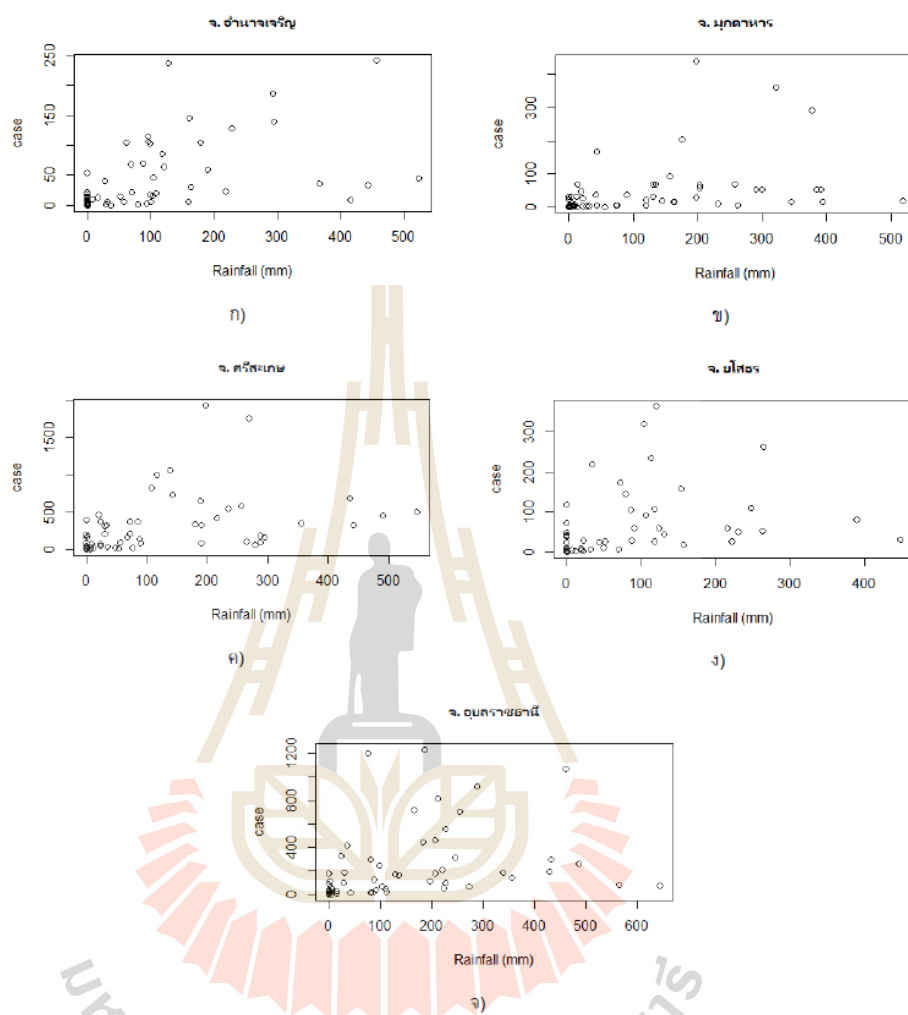 จ. อำนาจเจริญ
case
0 50 150 250
0 100 200 300 400 500
Rainfall (mm)
ก)
จ. มุกดาหาร
case
0 100 300
0 100 200 300 400 500
Rainfall (mm)
ข)
จ. ศรีสะเกษ
case
0 500 1500
0 100 200 300 400 500
Rainfall (mm)
ค)
จ. ยโสธร
case
0 100 200 300
0 100 200 300 400
Rainfall (mm)
ง)
จ. อุบลราชธานี
case
0 400 800 1200
0 100 200 300 400 500 600
Rainfall (mm)
จ)